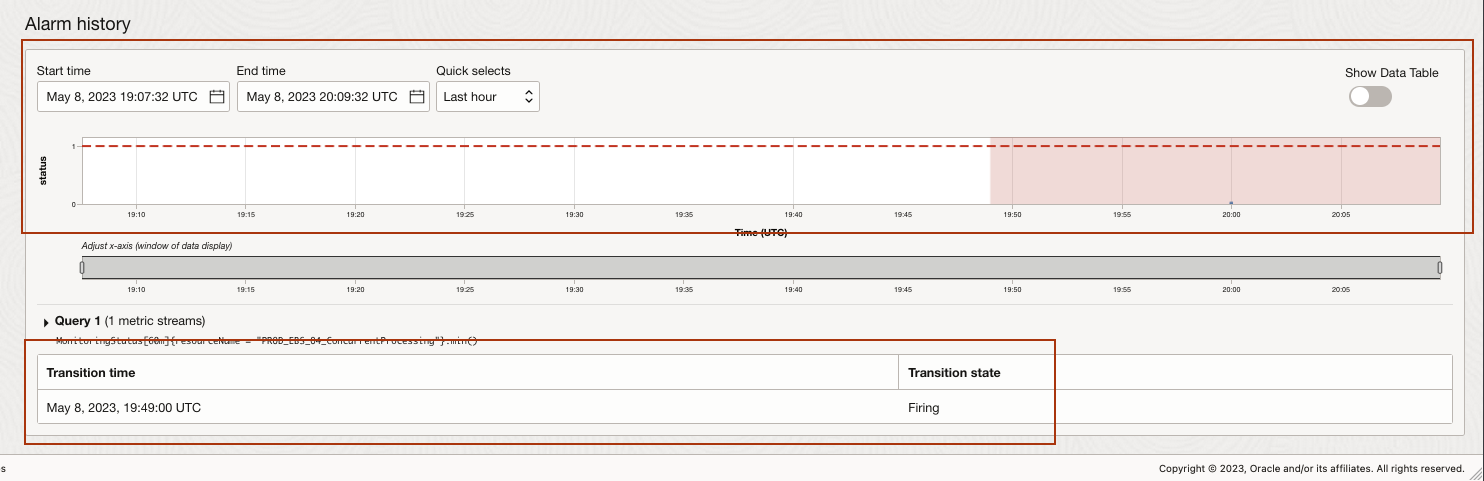 Alarm history
Start time End time Quick selects Show Data Table
May 8, 2023 19:07:32 UTC May 8, 2023 20:09:32 UTC Last hour
status
1
0
19:10 19:15 19:20 19:25 19:30 19:35 19:40 19:45 19:50 19:55 20:00 20:05
Time (UTC)
Adjust x-axis (window of data display)
19:10 19:15 19:20 19:25 19:30 19:35 19:40 19:45 19:50 19:55 20:00 20:05
Query 1 (1 metric streams)
MonitoringStatus[60m]{resourceName = "PROD_EBS_04_ConcurrentProcessing"}.min()
Transition time Transition state
May 8, 2023, 19:49:00 UTC Firing
s Copyright © 2023, Oracle and/or its affiliates. All rights reserved.